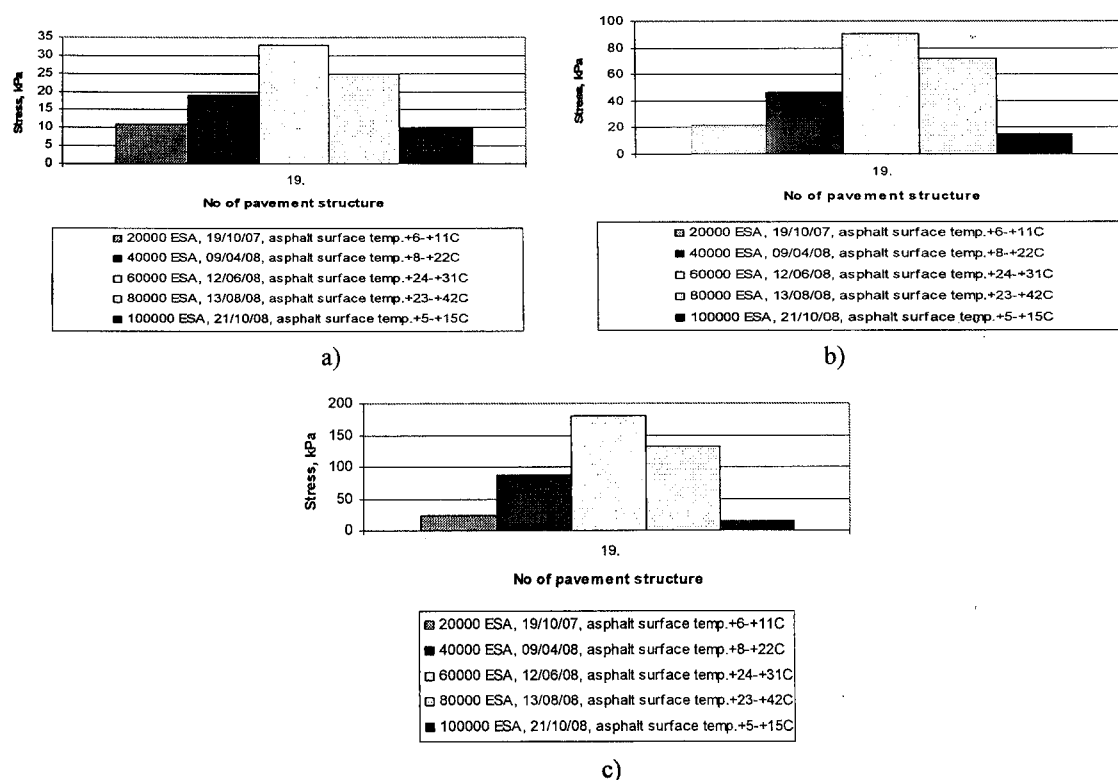 35
30
25
20
15
10
5
0
Stress, kPa
19.
No of pavement structure
20000 ESA, 19/10/07, asphalt surface temp.+6-+11C
40000 ESA, 09/04/08, asphalt surface temp.+8-+22C
60000 ESA, 12/06/08, asphalt surface temp.+24-+31C
80000 ESA, 13/08/08, asphalt surface temp.+23-+42C
100000 ESA, 21/10/08, asphalt surface temp.+5-+15C
a)
100
80
60
40
20
0
Stress, kPa
19.
No of pavement structure
20000 ESA, 19/10/07, asphalt surface temp.+6-+11C
40000 ESA, 09/04/08, asphalt surface temp.+8-+22C
60000 ESA, 12/06/08, asphalt surface temp.+24-+31C
80000 ESA, 13/08/08, asphalt surface temp.+23-+42C
100000 ESA, 21/10/08, asphalt surface temp.+5-+15C
b)
200
150
100
50
0
Stress, kPa
19.
No of pavement structure
20000 ESA, 19/10/07, asphalt surface temp.+6-+11C
40000 ESA, 09/04/08, asphalt surface temp.+8-+22C
60000 ESA, 12/06/08, asphalt surface temp.+24-+31C
80000 ESA, 13/08/08, asphalt surface temp.+23-+42C
100000 ESA, 21/10/08, asphalt surface temp.+5-+15C
c)